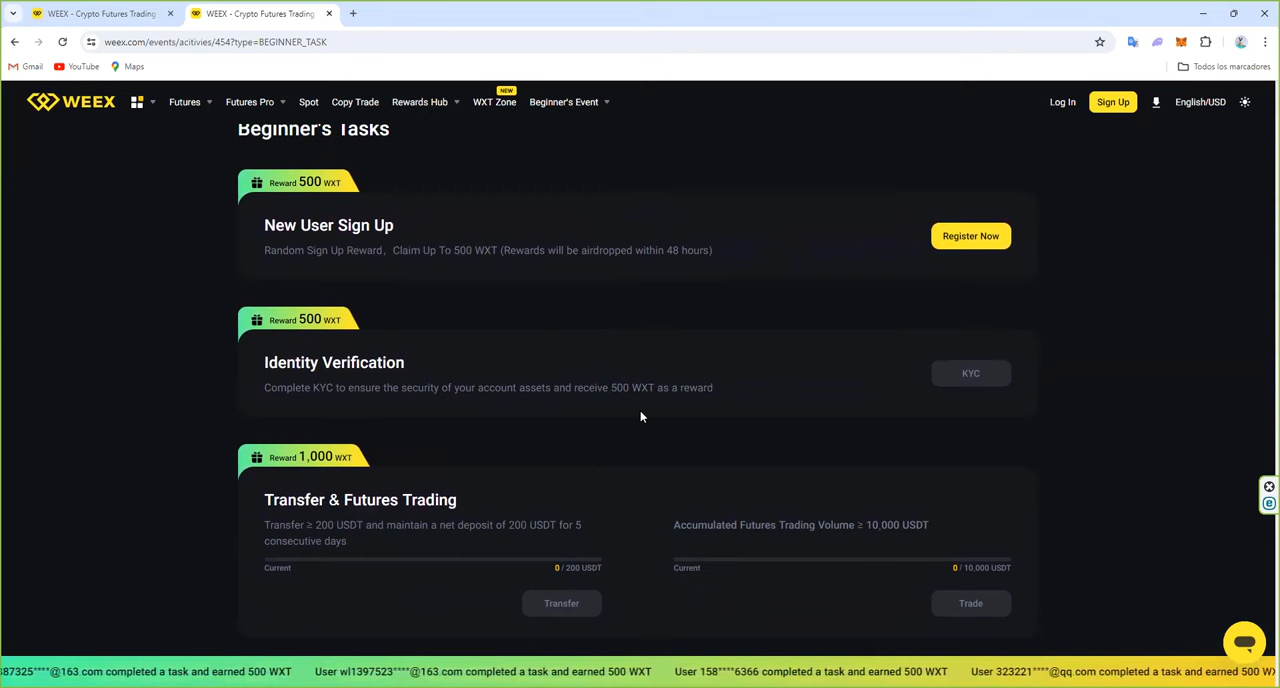 WEEX - Crypto Futures Trading
WEEX - Crypto Futures Trading
weex.com/events/acitivies/454?type=BEGINNER_TASK
Gmail
YouTube
Maps
Todos los marcadores
WEEX
Futures
Futures Pro
Spot
Copy Trade
Rewards Hub
NEW
WXT Zone
Beginner's Event
Log In
Sign Up
English/USD
Beginner's Tasks
Reward 500 WXT
New User Sign Up
Random Sign Up Reward，Claim Up To 500 WXT (Rewards will be airdropped within 48 hours)
Register Now
Reward 500 WXT
Identity Verification
Complete KYC to ensure the security of your account assets and receive 500 WXT as a reward
KYC
Reward 1,000 WXT
Transfer & Futures Trading
Transfer ≥ 200 USDT and maintain a net deposit of 200 USDT for 5
consecutive days
Current
0 / 200 USDT
Transfer
Accumulated Futures Trading Volume ≥ 10,000 USDT
Current
0 / 10,000 USDT
Trade
87325****@163.com completed a task and earned 500 WXT
User wl1397523****@163.com completed a task and earned 500 WXT
User 158****6366 completed a task and earned 500 WXT
User 323221****@qq.com completed a task and earned 500